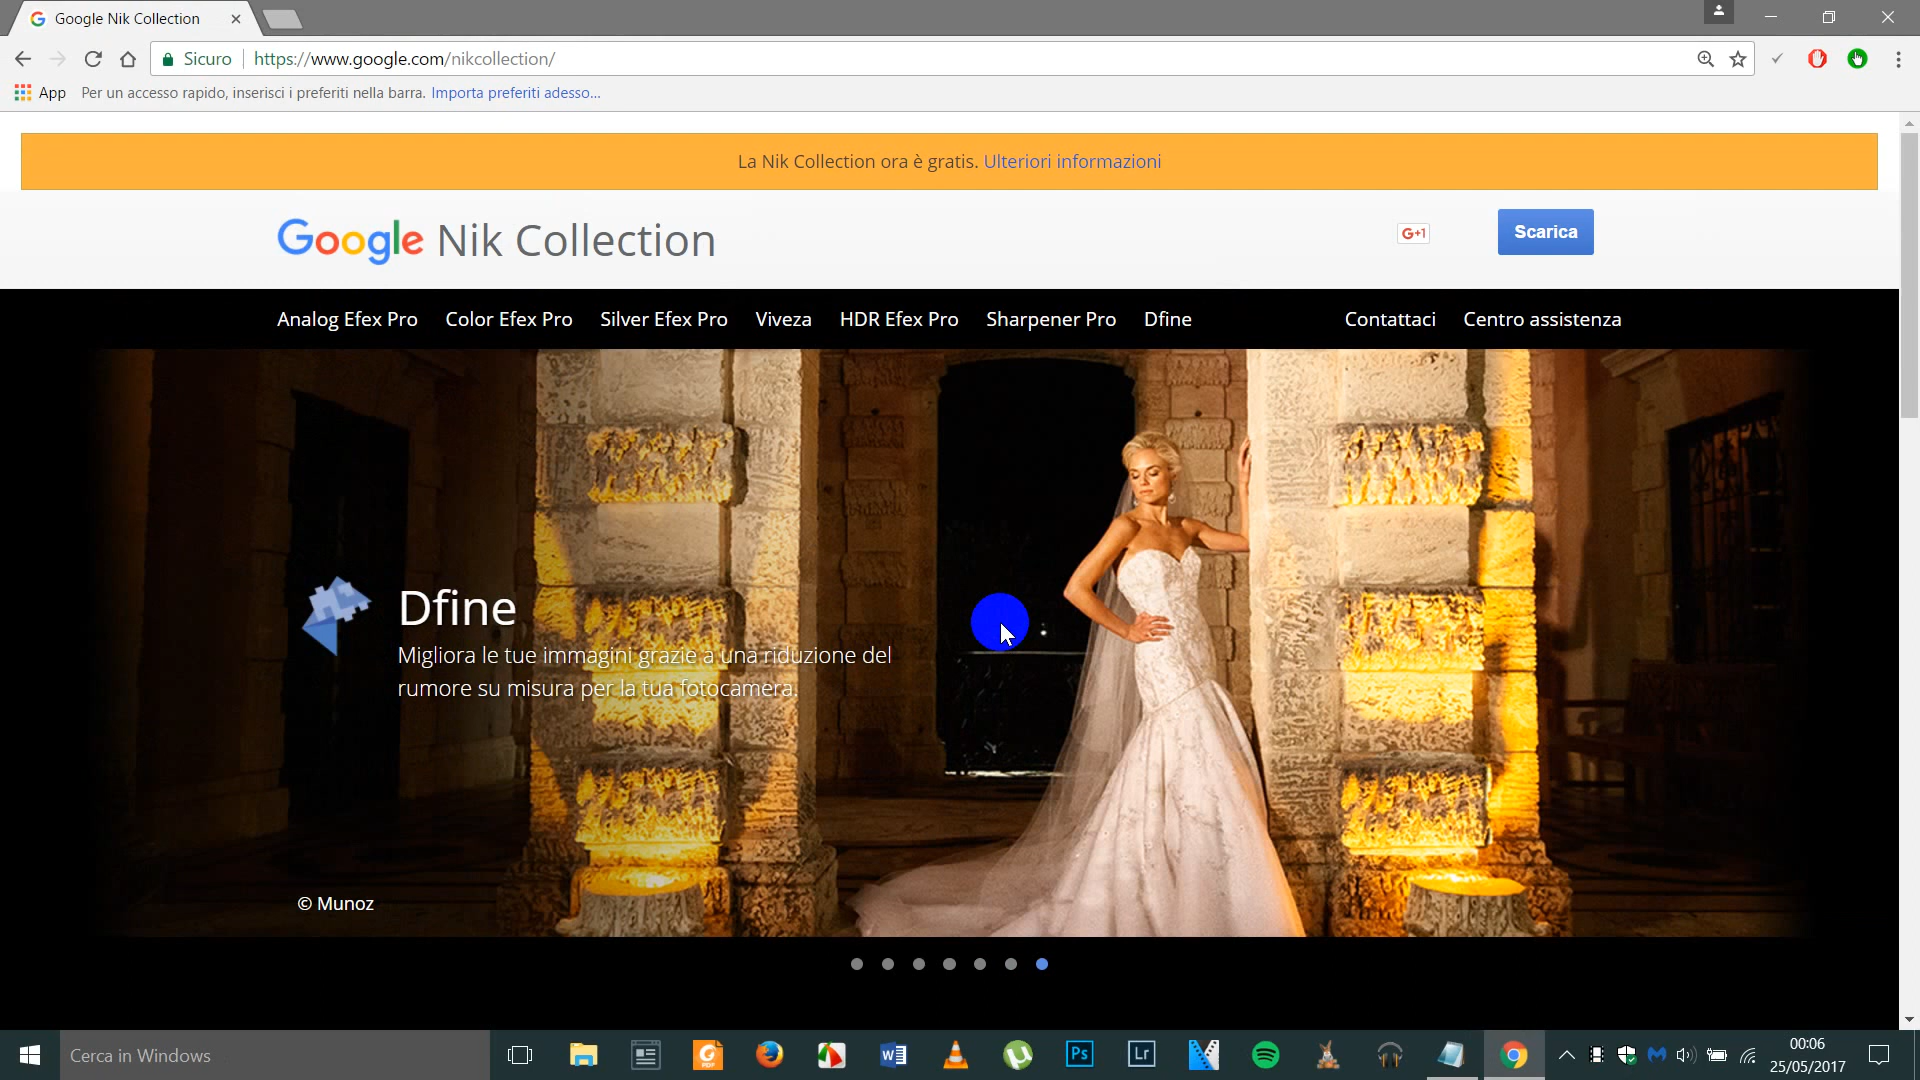 Google Nik Collection
Sicuro https://www.google.com/nikcollection/
App Per un accesso rapido, inserisci i preferiti nella barra. Importa preferiti adesso...
La Nik Collection ora è gratis. Ulteriori informazioni
Google Nik Collection
G+1
Scarica
Analog Efex Pro Color Efex Pro Silver Efex Pro Viveza HDR Efex Pro Sharpener Pro Dfine Contattaci Centro assistenza
Dfine
Migliora le tue immagini grazie a una riduzione del
rumore su misura per la tua fotocamera.
© Munoz
Cerca in Windows
PDF
W
Ps
Lr
00:06
25/05/2017